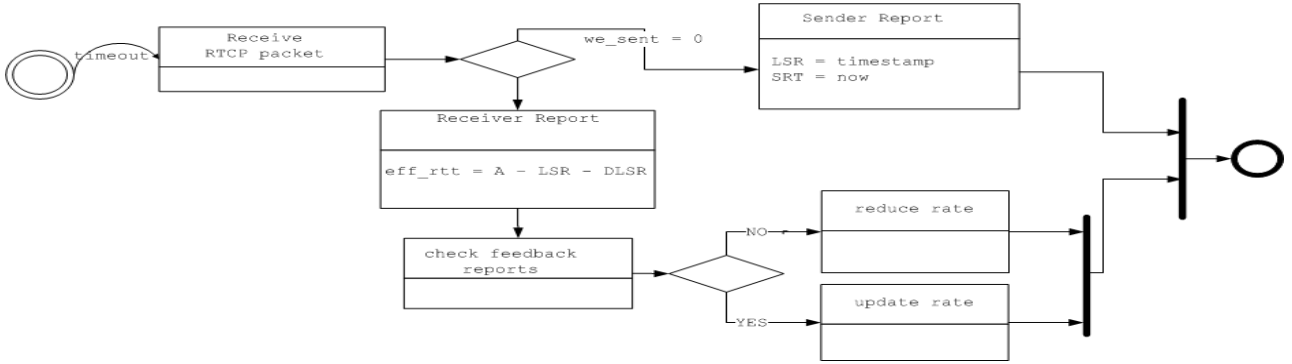 timeout
Receive
RTCP packet
we_sent = 0
Sender Report
LSR = timestamp
SRT = now
Receiver Report
eff_rtt = A - LSR - DLSR
check feedback
reports
NO
reduce rate
YES
update rate